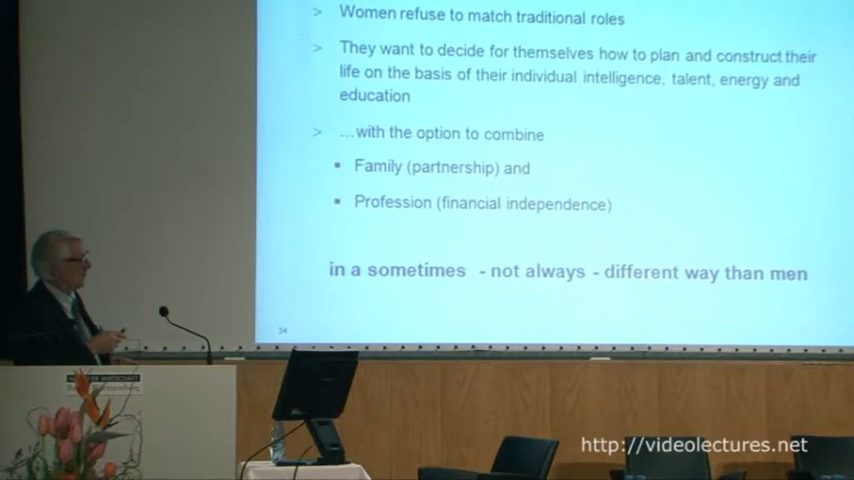 > Women refuse to match traditional roles
> They want to decide for themselves how to plan and construct their
life on the basis of their individual intelligence, talent, energy and
education
> …with the option to combine
▪ Family (partnership) and
▪ Profession (financial independence)
in a sometimes - not always - different way than men
34
http://videolectures.net